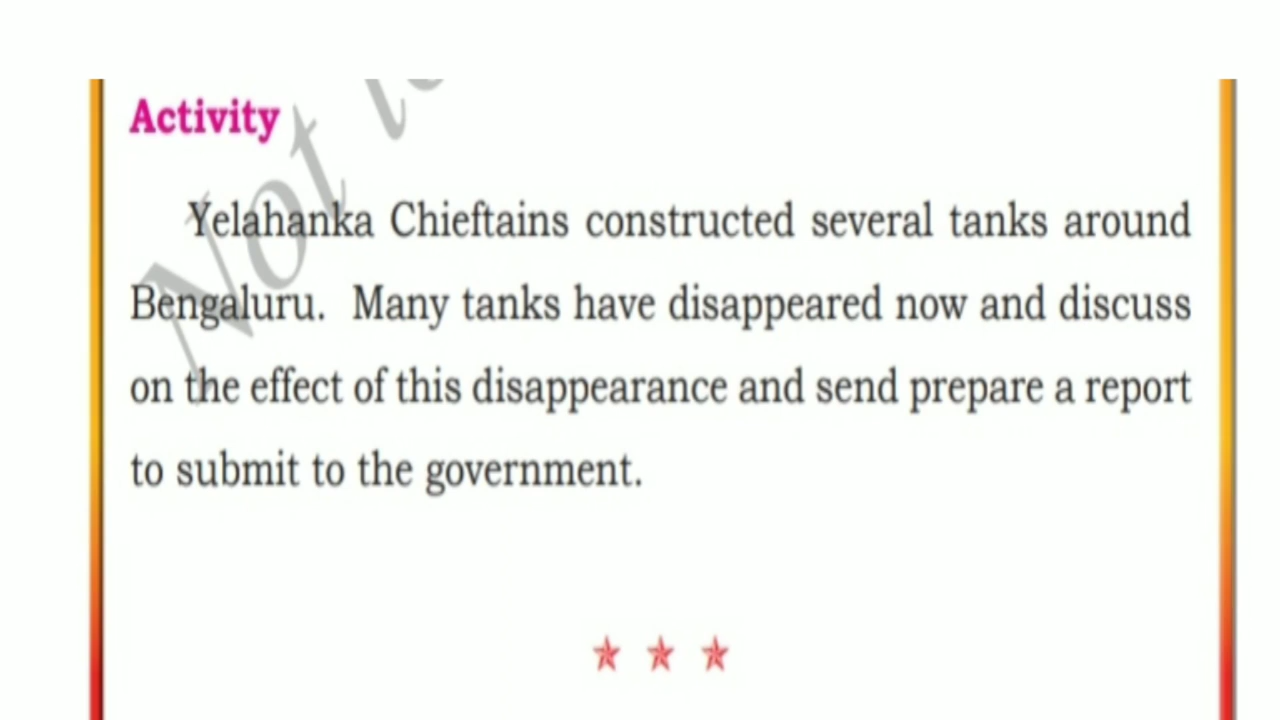 Activity
Yelahanka Chieftains constructed several tanks around
Bengaluru. Many tanks have disappeared now and discuss
on the effect of this disappearance and send prepare a report
to submit to the government.
Not